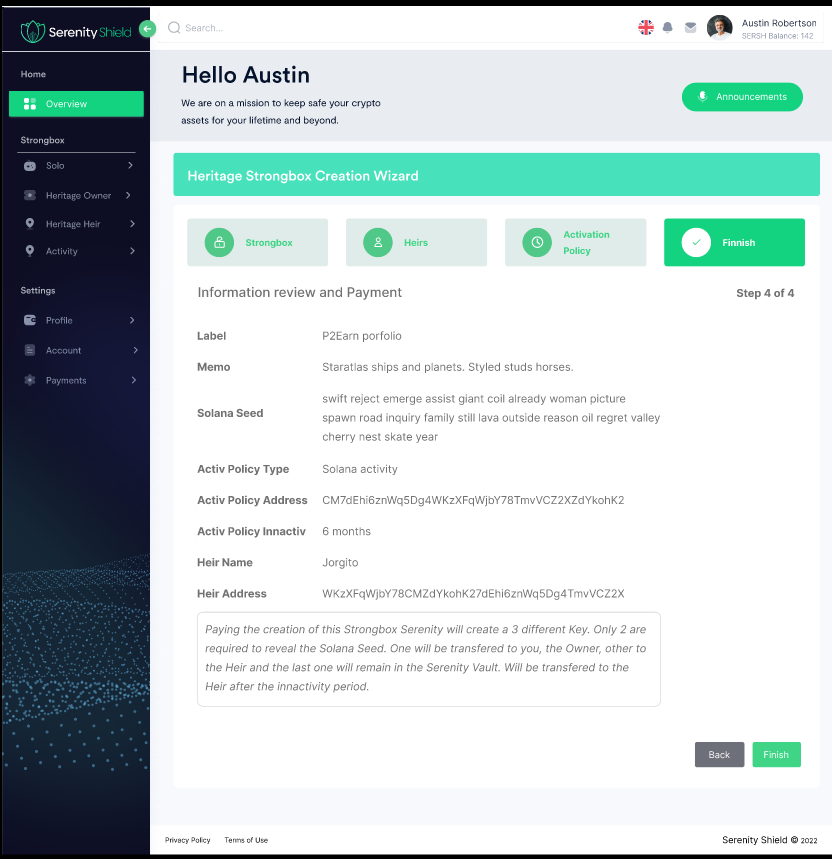 Serenity Shield
Search...
Austin Robertson
SERSH Balance: 142
Home
Overview
Strongbox
Solo
Heritage Owner
Heritage Heir
Activity
Settings
Profile
Account
Payments
Hello Austin
We are on a mission to keep safe your crypto
assets for your lifetime and beyond.
Announcements
Heritage Strongbox Creation Wizard
Strongbox
Heirs
Activation
Policy
Finnish
Information review and Payment
Step 4 of 4
Label P2Earn porfolio
Memo Staratlas ships and planets. Styled studs horses.
Solana Seed
swift reject emerge assist giant coil already woman picture
spawn road inquiry family still lava outside reason oil regret valley
cherry nest skate year
Activ Policy Type Solana activity
Activ Policy Address CM7dEhi6znWq5Dg4WKzXFqWjbY78TmvVCZ2XZdYkohK2
Activ Policy Innactiv 6 months
Heir Name Jorgito
Heir Address WKzXFqWjbY78CMZdYkohK27dEhi6znWq5Dg4TmvVCZ2X
Paying the creation of this Strongbox Serenity will create a 3 different Key. Only 2 are
required to reveal the Solana Seed. One will be transfered to you, the Owner, other to
the Heir and the last one will remain in the Serenity Vault. Will be transfered to the
Heir after the innactivity period.
Back
Finish
Privacy Policy
Terms of Use
Serenity Shield © 2022